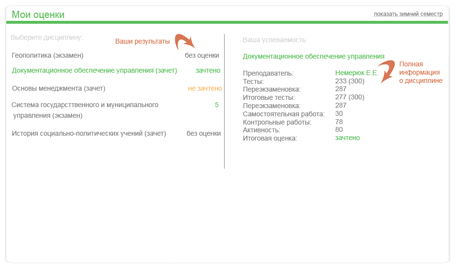 Мои оценки
показать зимний семестр
Выберите дисциплину:
Ваши результаты
Геополитика (экзамен) без оценки
Документационное обеспечение управления (зачет) зачтено
Основы менеджмента (зачет) не зачтено
Система государственного и муниципального управления (экзамен) 5
История социально-политических учений (зачет) без оценки
Ваша успеваемость:
Документационное обеспечение управления
Преподаватель: Немерюк Е.Е.
Тесты: 233 (300)
Переэкзаменовка: 287
Итоговые тесты: 277 (300)
Переэкзаменовка: 287
Самостоятельная работа: 30
Контрольные работы: 78
Активность: 80
Итоговая оценка: зачтено
Полная
информация
о дисциплине